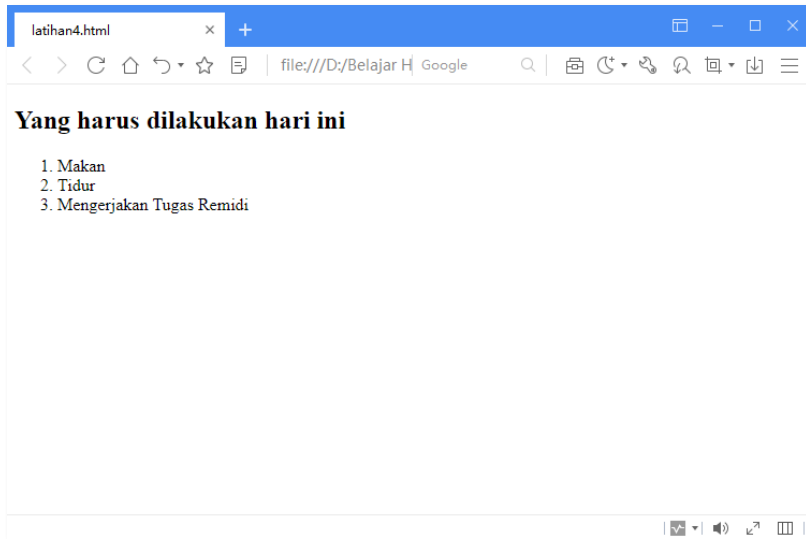 latihan4.html
file:///D:/Belajar H Google
Yang harus dilakukan hari ini
1. Makan
2. Tidur
3. Mengerjakan Tugas Remidi